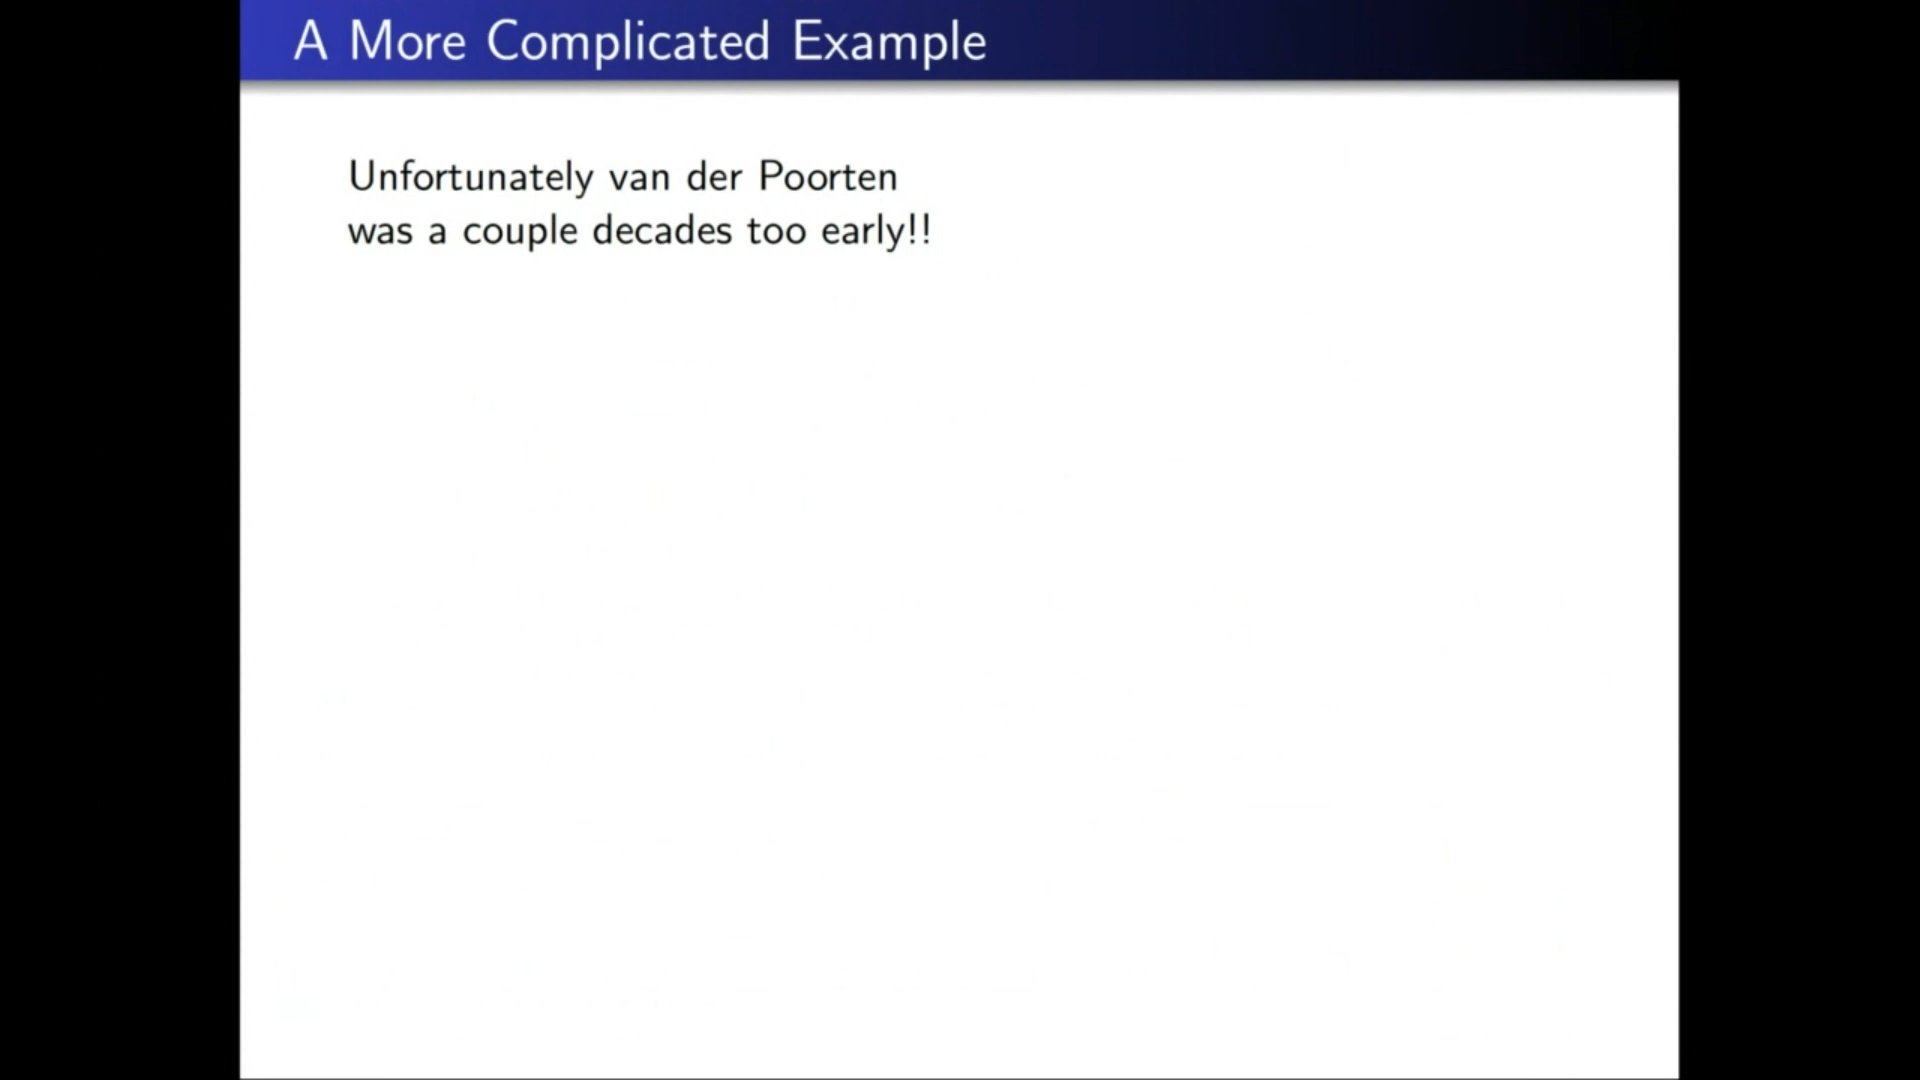 A More Complicated Example
Unfortunately van der Poorten
was a couple decades too early!!